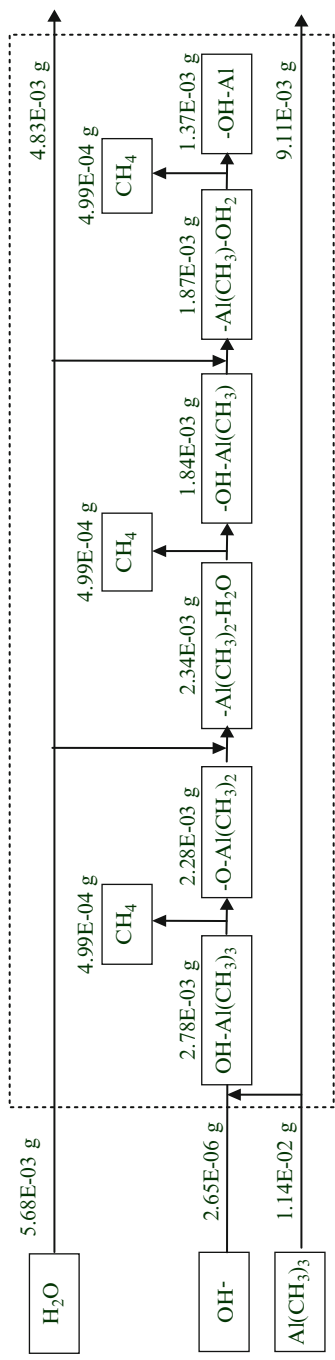 H₂O
5.68E-03 g
4.83E-03 g
OH-
2.65E-06 g
2.78E-03 g
OH-Al(CH₃)₃
4.99E-04 g
CH₄
2.28E-03 g
-O-Al(CH₃)₂
2.34E-03 g
-Al(CH₃)₂-H₂O
4.99E-04 g
CH₄
1.84E-03 g
-OH-Al(CH₃)
1.87E-03 g
-Al(CH₃)-OH₂
4.99E-04 g
CH₄
1.37E-03 g
-OH-Al
Al(CH₃)₃
1.14E-02 g
9.11E-03 g